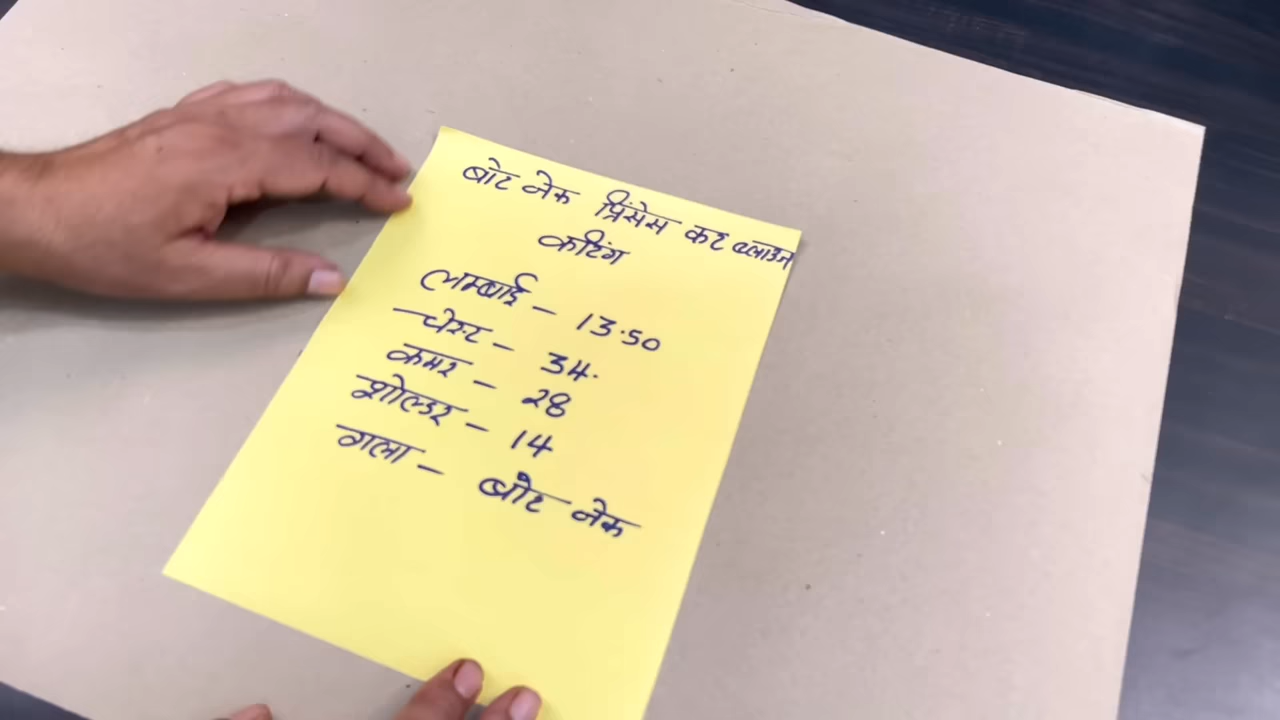 बोट नेक प्रिंसेस कट ब्लाउज
कटिंग
लम्बाई - 13.50
चेस्ट - 34.
कमर - 28
शोल्डर - 14
गला - बोट नेक